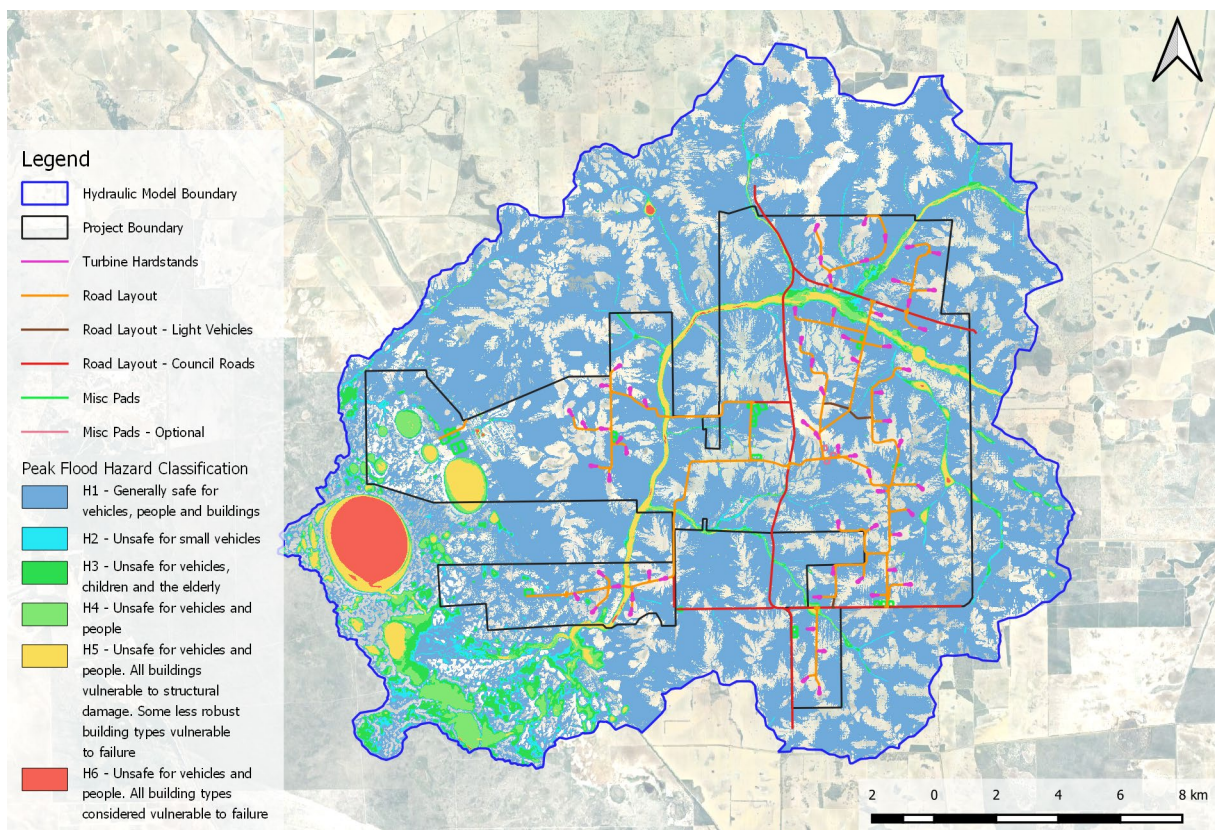 Legend
Hydraulic Model Boundary
Project Boundary
Turbine Hardstands
Road Layout
Road Layout - Light Vehicles
Road Layout - Council Roads
Misc Pads
Misc Pads - Optional
Peak Flood Hazard Classification
H1 - Generally safe for
vehicles, people and buildings
H2 - Unsafe for small vehicles
H3 - Unsafe for vehicles,
children and the elderly
H4 - Unsafe for vehicles and
people
H5 - Unsafe for vehicles and
people. All buildings
vulnerable to structural
damage. Some less robust
building types vulnerable
to failure
H6 - Unsafe for vehicles and
people. All building types
considered vulnerable to failure
2 0 2 4 6 8 km